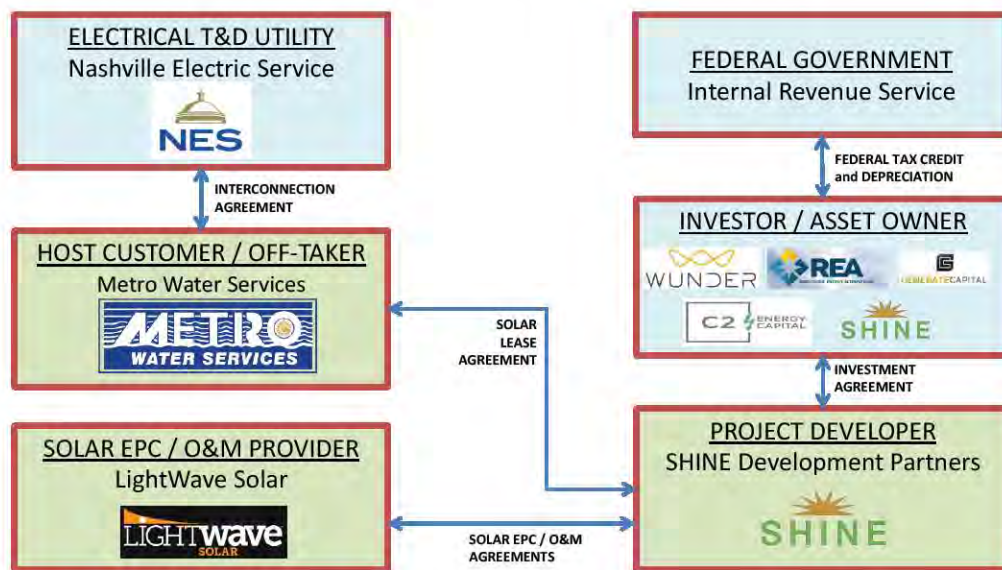 ELECTRICAL T&D UTILITY
Nashville Electric Service
NES
INTERCONNECTION
AGREEMENT
HOST CUSTOMER / OFF-TAKER
Metro Water Services
METRO
WATER SERVICES
SOLAR EPC / O&M PROVIDER
LightWave Solar
LIGHTwave
SOLAR
SOLAR
LEASE
AGREEMENT
SOLAR EPC / O&M
AGREEMENTS
FEDERAL GOVERNMENT
Internal Revenue Service
FEDERAL TAX CREDIT
and DEPRECIATION
INVESTOR / ASSET OWNER
WUNDER
REA
GENERATECAPITAL
C2 ENERGY
CAPITAL
SHINE
INVESTMENT
AGREEMENT
PROJECT DEVELOPER
SHINE Development Partners
SHINE